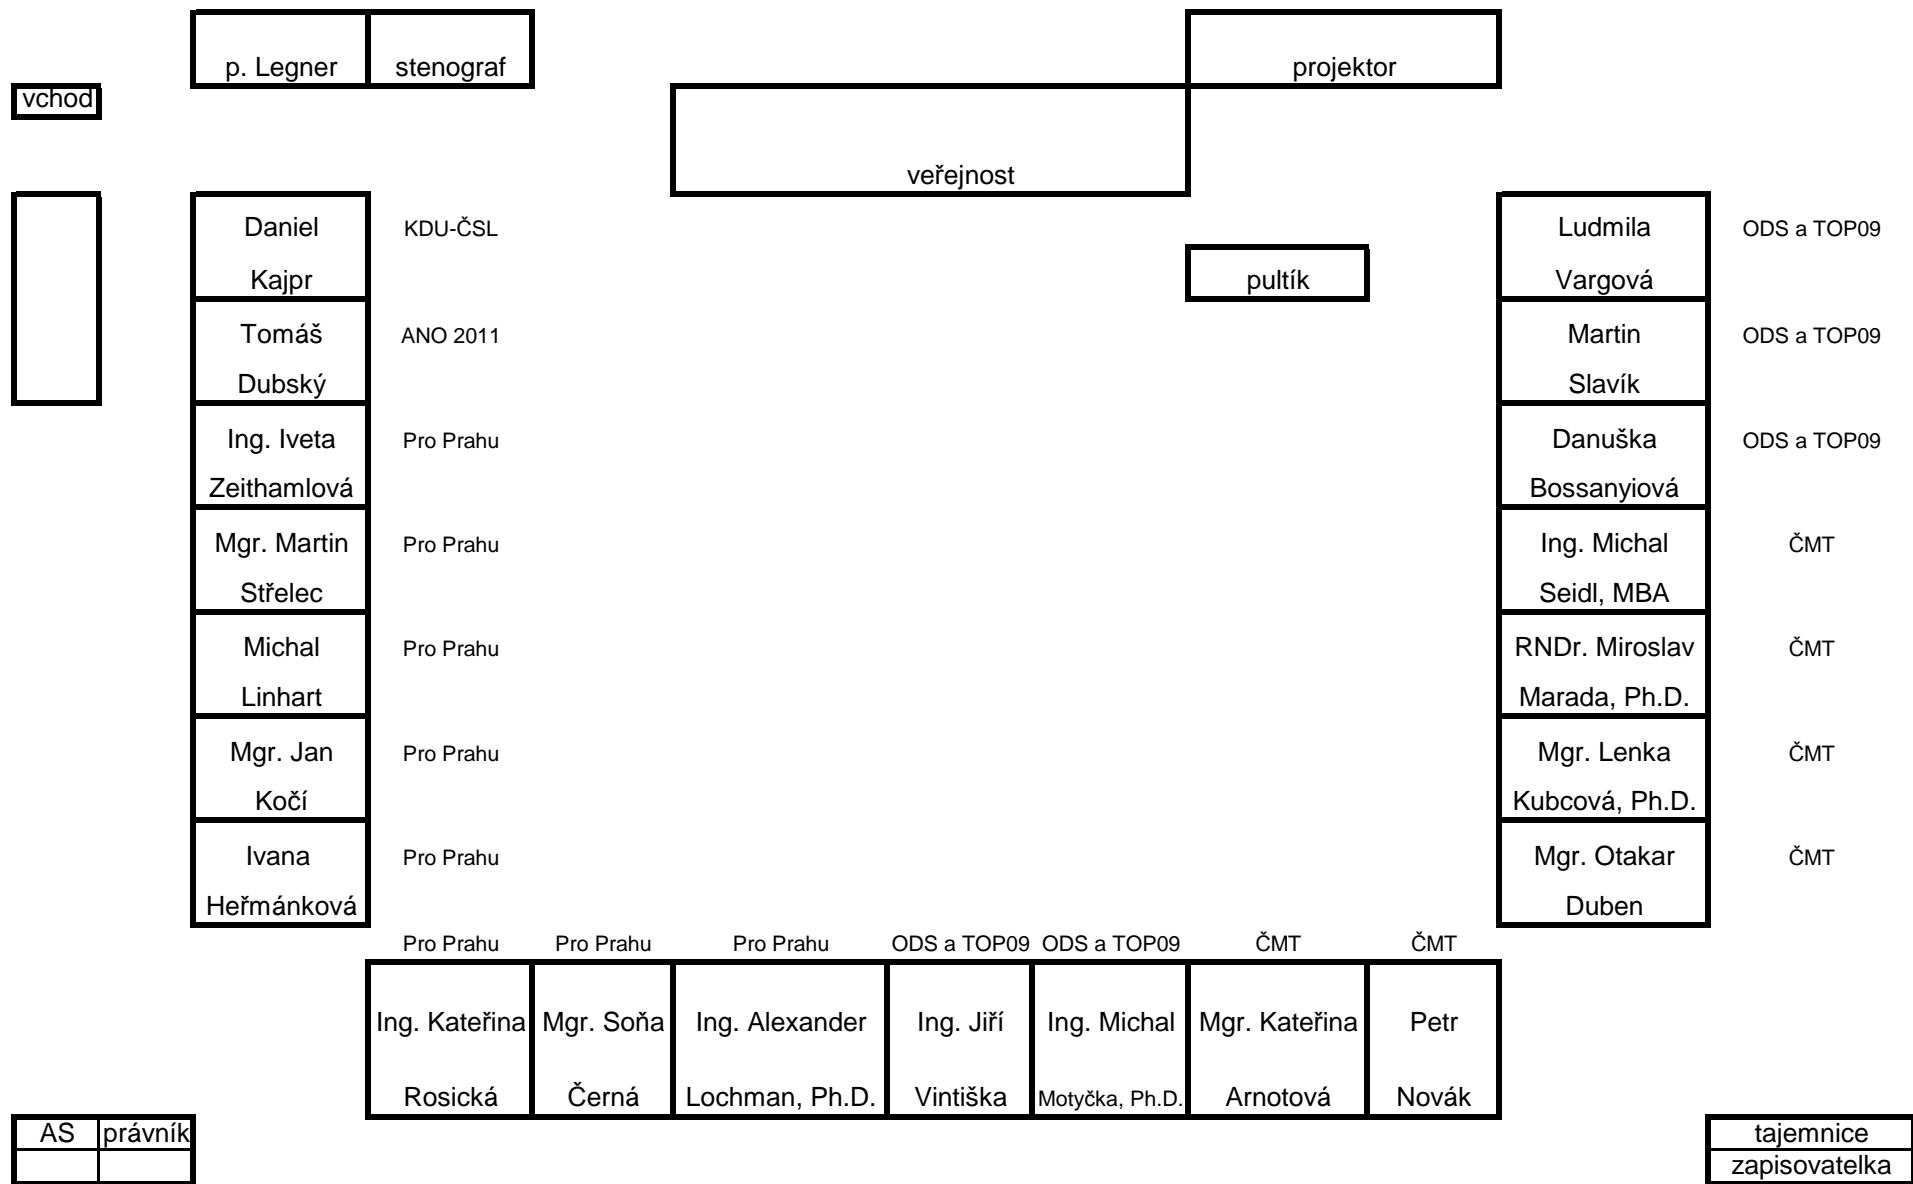 p. Legner stenograf projektor
vchod
veřejnost
Daniel KDU-ČSL Ludmila ODS a TOP09
Kajpr pultík Vargová
Tomáš ANO 2011 Martin ODS a TOP09
Dubský Slavík
Ing. Iveta Pro Prahu Danuška ODS a TOP09
Zeithamlová Bossanyiová
Mgr. Martin Pro Prahu Ing. Michal ČMT
Střelec Seidl, MBA
Michal Pro Prahu RNDr. Miroslav ČMT
Linhart Marada, Ph.D.
Mgr. Jan Pro Prahu Mgr. Lenka ČMT
Kočí Kubcová, Ph.D.
Ivana Pro Prahu Mgr. Otakar ČMT
Heřmánková Duben
Pro Prahu Pro Prahu Pro Prahu ODS a TOP09 ODS a TOP09 ČMT ČMT
Ing. Kateřina Mgr. Soňa Ing. Alexander Ing. Jiří Ing. Michal Mgr. Kateřina Petr
Rosická Černá Lochman, Ph.D. Vintiška Motyčka, Ph.D. Arnotová Novák
AS právník tajemnice
zapisovatelka